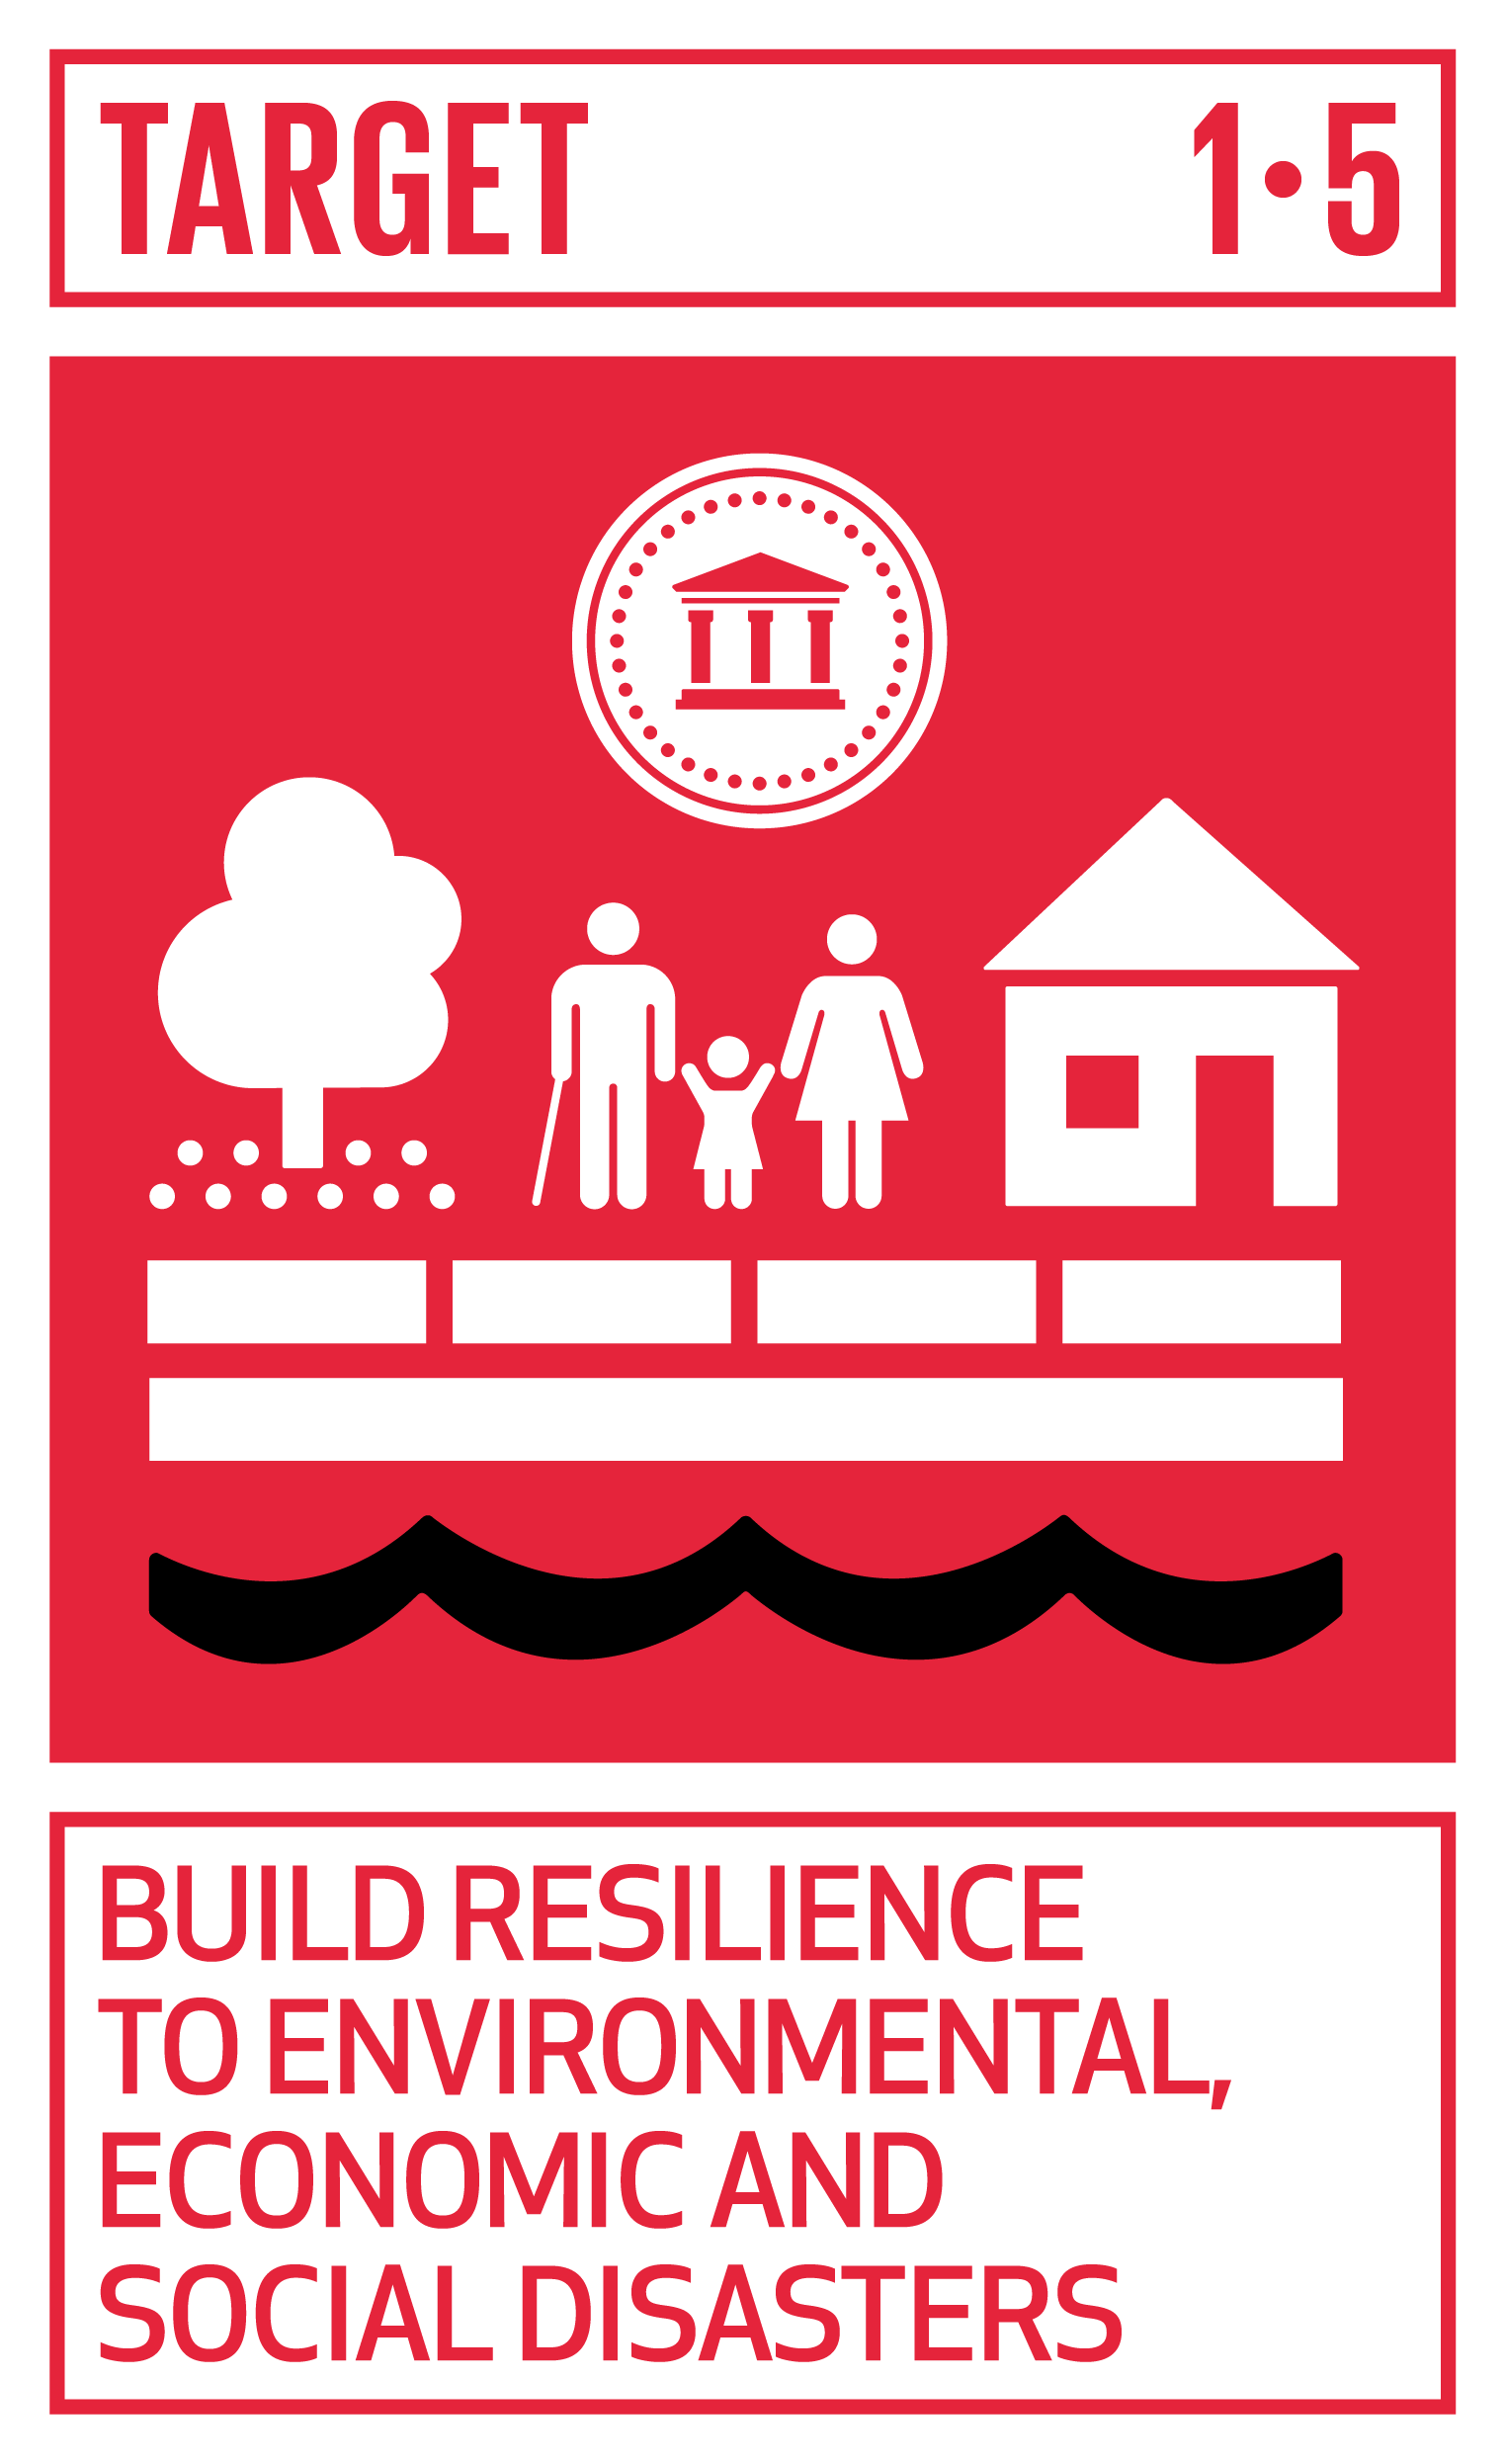 TARGET 1·5
BUILD RESILIENCE
TO ENVIRONMENTAL,
ECONOMIC AND
SOCIAL DISASTERS